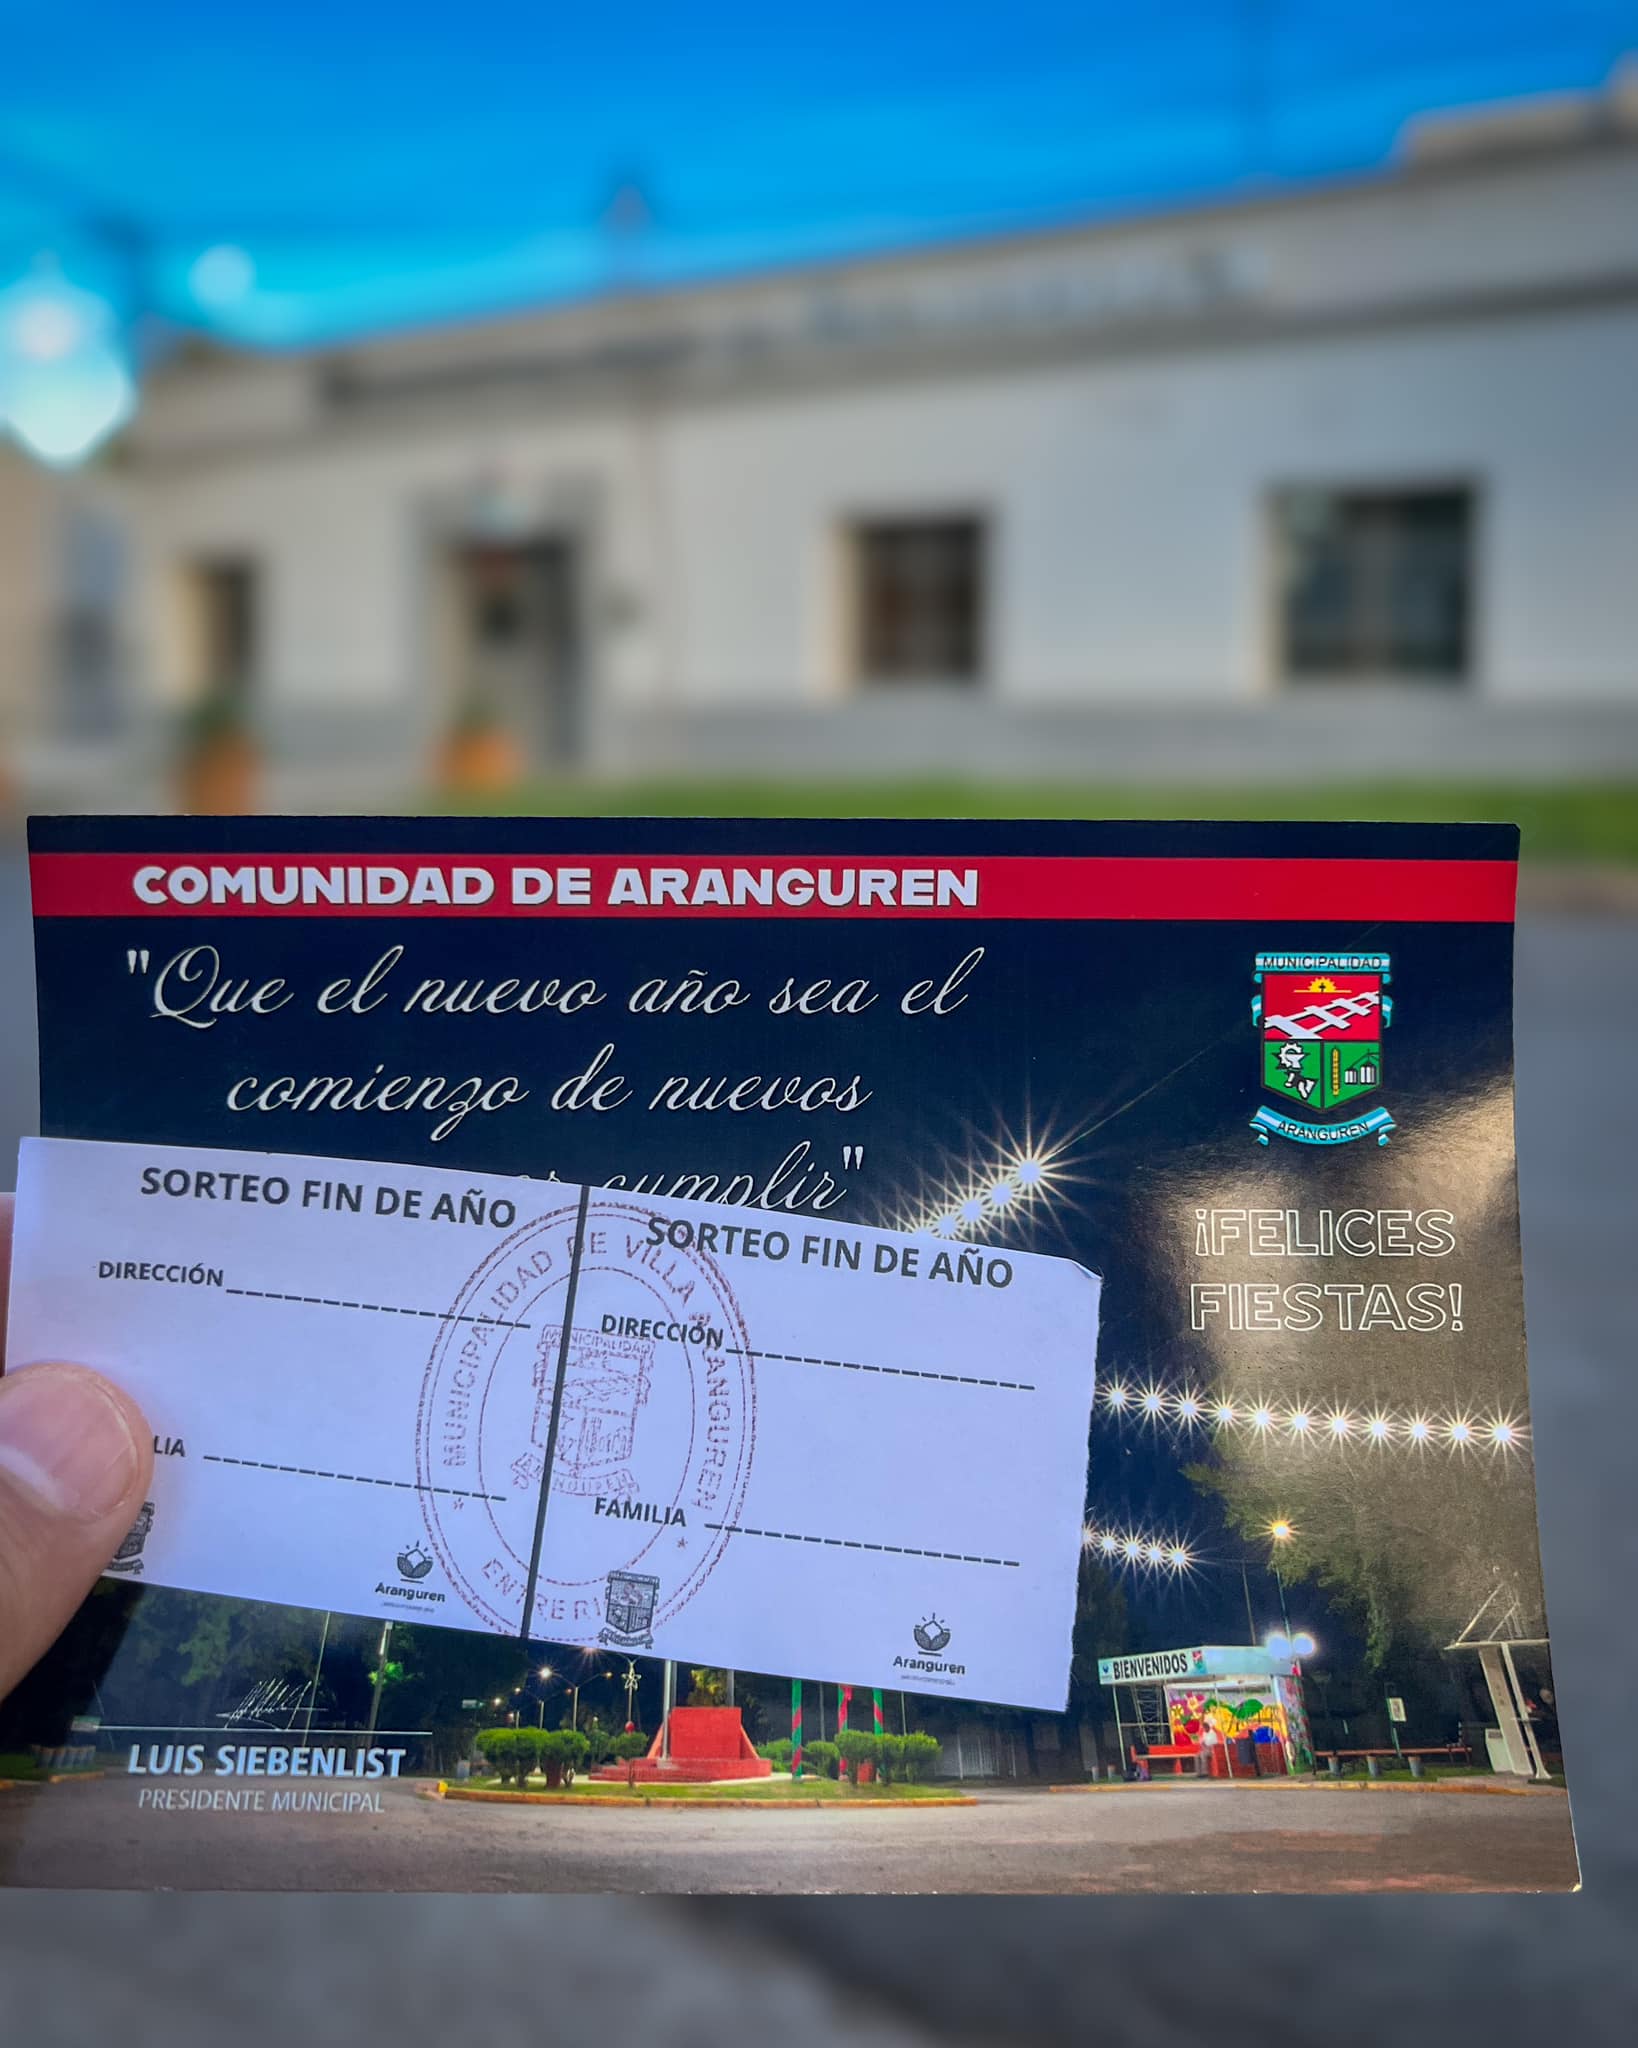 COMUNIDAD DE ARANGUREN
"Que el nuevo año sea el
comienzo de nuevos
cumplir"
MUNICIPALIDAD
ARANGUREN
¡FELICES
FIESTAS!
SORTEO FIN DE AÑO
DIRECCIÓN
LIA
Aranguren
SORTEO FIN DE AÑO
DIRECCIÓN
FAMILIA
Aranguren
MUNICIPALIDAD DE VILLA ARANGUREN
MUNICIPALIDAD
ARANGUREN
ENTRE RI
BIENVENIDOS
LUIS SIEBENLIST
PRESIDENTE MUNICIPAL